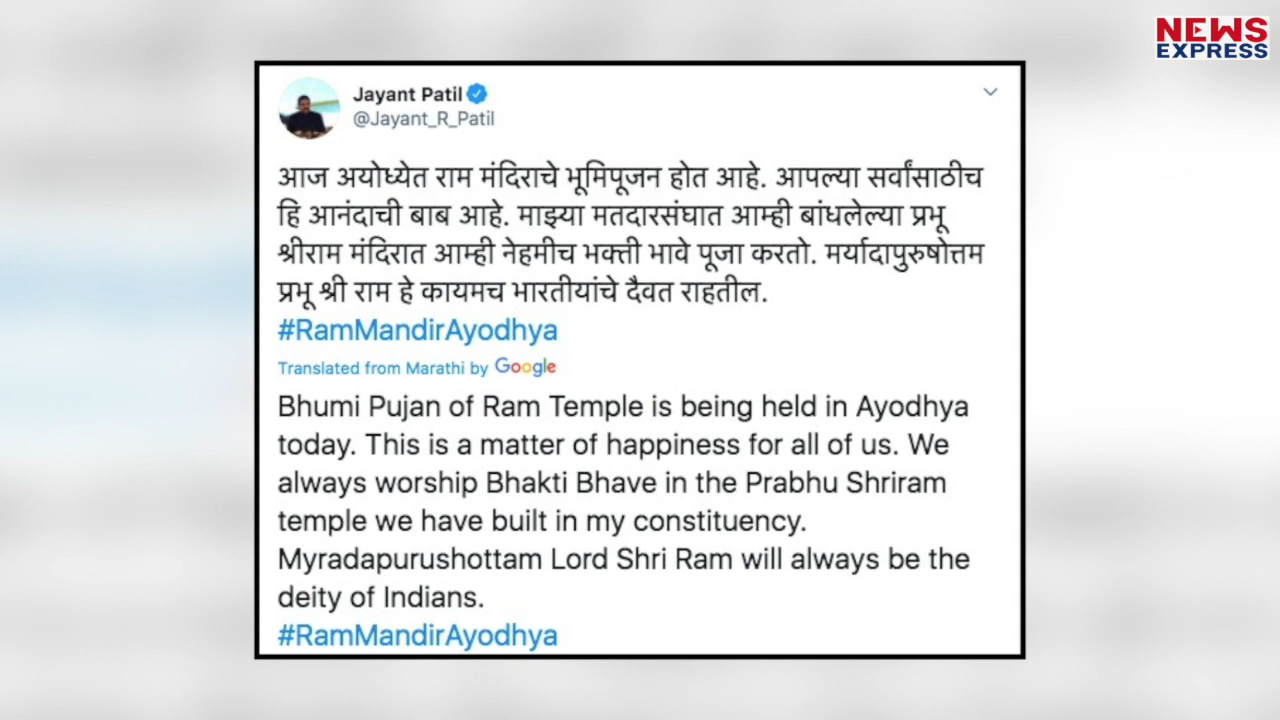 NEWS
EXPRESS
Jayant Patil
@Jayant_R_Patil
आज अयोध्येत राम मंदिराचे भूमिपूजन होत आहे. आपल्या सर्वांसाठीच
हि आनंदाची बाब आहे. माझ्या मतदारसंघात आम्ही बांधलेल्या प्रभू
श्रीराम मंदिरात आम्ही नेहमीच भक्ती भावे पूजा करतो. मर्यादापुरुषोत्तम
प्रभू श्री राम हे कायमच भारतीयांचे दैवत राहतील.
#RamMandirAyodhya
Translated from Marathi by Google
Bhumi Pujan of Ram Temple is being held in Ayodhya
today. This is a matter of happiness for all of us. We
always worship Bhakti Bhave in the Prabhu Shriram
temple we have built in my constituency.
Myradapurushottam Lord Shri Ram will always be the
deity of Indians.
#RamMandirAyodhya